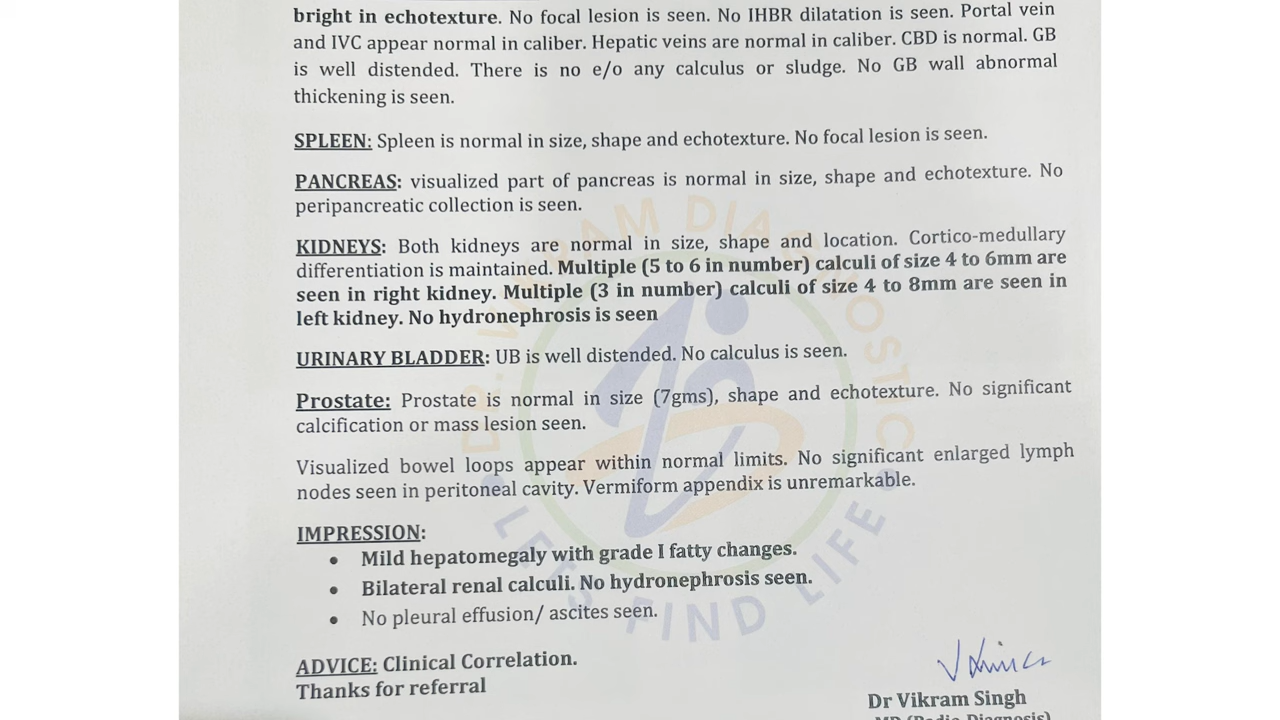 bright in echotexture. No focal lesion is seen. No IHBR dilatation is seen. Portal vein
and IVC appear normal in caliber. Hepatic veins are normal in caliber. CBD is normal. GB
is well distended. There is no e/o any calculus or sludge. No GB wall abnormal
thickening is seen.
SPLEEN: Spleen is normal in size, shape and echotexture. No focal lesion is seen.
PANCREAS: visualized part of pancreas is normal in size, shape and echotexture. No
peripancreatic collection is seen.
KIDNEYS: Both kidneys are normal in size, shape and location. Cortico-medullary
differentiation is maintained. Multiple (5 to 6 in number) calculi of size 4 to 6mm are
seen in right kidney. Multiple (3 in number) calculi of size 4 to 8mm are seen in
left kidney. No hydronephrosis is seen
URINARY BLADDER: UB is well distended. No calculus is seen.
Prostate: Prostate is normal in size (7gms), shape and echotexture. No significant
calcification or mass lesion seen.
Visualized bowel loops appear within normal limits. No significant enlarged lymph
nodes seen in peritoneal cavity. Vermiform appendix is unremarkable.
IMPRESSION:
• Mild hepatomegaly with grade I fatty changes.
• Bilateral renal calculi. No hydronephrosis seen.
• No pleural effusion/ ascites seen.
ADVICE: Clinical Correlation.
Thanks for referral
Dr Vikram Singh
MD (Radio-Diagnosis)
DR. VIKRAM DIAGNOSTIC
LETS FIND LIFE